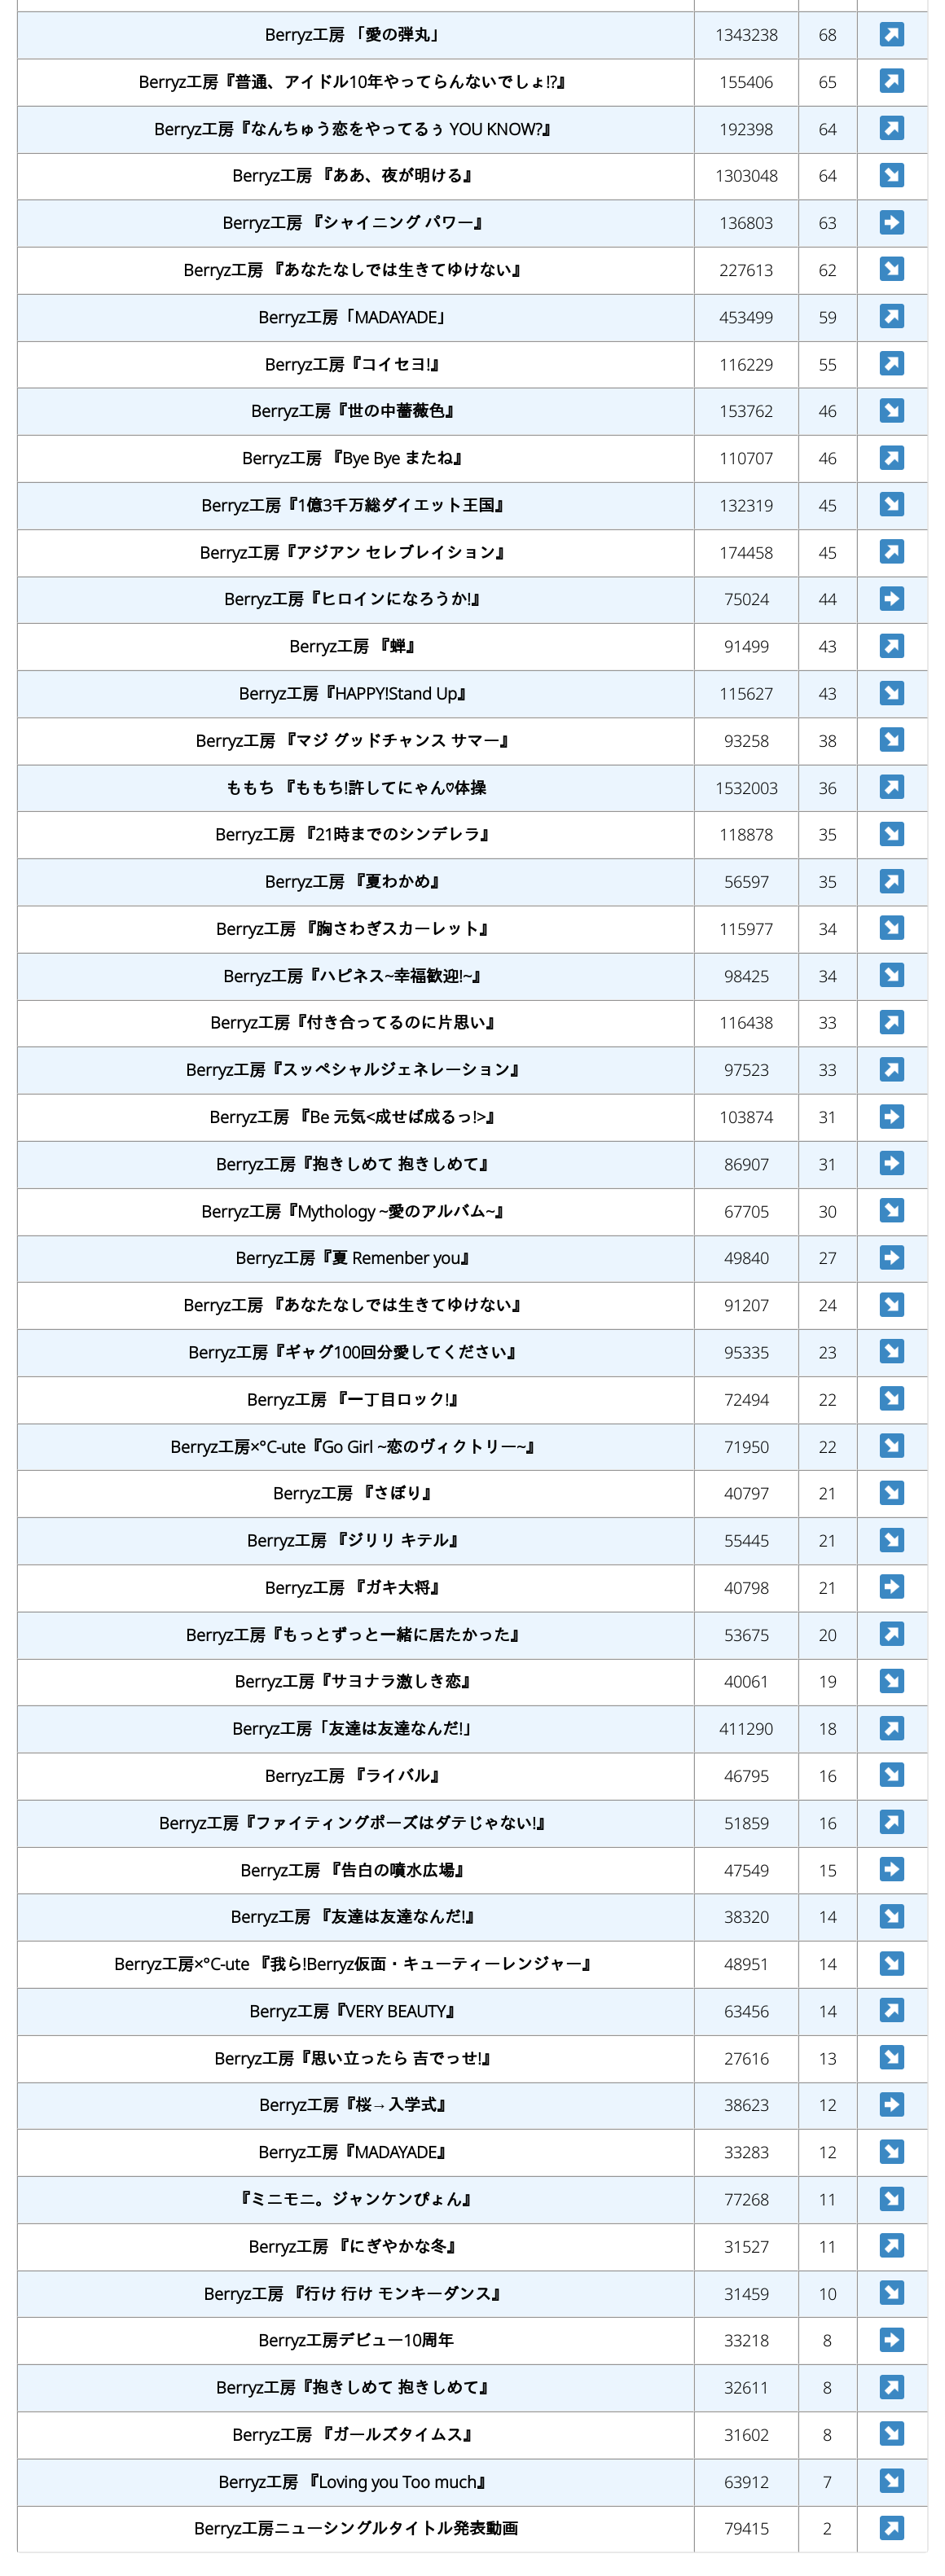 Berryz工房 「愛の弾丸」 1343238 68 ↗
Berryz工房『普通、アイドル10年やってらんないでしょ!?』 155406 65 ↗
Berryz工房『なんちゅう恋をやってるぅ YOU KNOW?』 192398 64 ↗
Berryz工房 『ああ、夜が明ける』 1303048 64 ↘
Berryz工房 『シャイニング パワー』 136803 63 ➡
Berryz工房 『あなたなしでは生きてゆけない』 227613 62 ↘
Berryz工房「MADAYADE」 453499 59 ↗
Berryz工房『コイセヨ!』 116229 55 ↗
Berryz工房『世の中薔薇色』 153762 46 ↘
Berryz工房 『Bye Bye またね』 110707 46 ↗
Berryz工房『1億3千万総ダイエット王国』 132319 45 ↘
Berryz工房『アジアン セレブレイション』 174458 45 ↗
Berryz工房『ヒロインになろうか!』 75024 44 ➡
Berryz工房 『蝉』 91499 43 ↗
Berryz工房『HAPPY!Stand Up』 115627 43 ↘
Berryz工房 『マジ グッドチャンス サマー』 93258 38 ↘
ももち 『ももち!許してにゃん♡体操 1532003 36 ↗
Berryz工房 『21時までのシンデレラ』 118878 35 ↘
Berryz工房 『夏わかめ』 56597 35 ↗
Berryz工房 『胸さわぎスカーレット』 115977 34 ↘
Berryz工房『ハピネス~幸福歓迎!~』 98425 34 ↘
Berryz工房『付き合ってるのに片思い』 116438 33 ↗
Berryz工房『スッペシャルジェネレーション』 97523 33 ↗
Berryz工房 『Be 元気<成せば成るっ!>』 103874 31 ➡
Berryz工房『抱きしめて 抱きしめて』 86907 31 ➡
Berryz工房『Mythology ~愛のアルバム~』 67705 30 ↘
Berryz工房『夏 Remenber you』 49840 27 ➡
Berryz工房 『あなたなしでは生きてゆけない』 91207 24 ↘
Berryz工房『ギャグ100回分愛してください』 95335 23 ↘
Berryz工房 『一丁目ロック!』 72494 22 ↘
Berryz工房×°C-ute『Go Girl ~恋のヴィクトリー~』 71950 22 ↘
Berryz工房 『さぼり』 40797 21 ↘
Berryz工房 『ジリリ キテル』 55445 21 ↘
Berryz工房 『ガキ大将』 40798 21 ➡
Berryz工房『もっとずっと一緒に居たかった』 53675 20 ↗
Berryz工房『サヨナラ激しき恋』 40061 19 ↘
Berryz工房「友達は友達なんだ!」 411290 18 ↗
Berryz工房 『ライバル』 46795 16 ↘
Berryz工房『ファイティングポーズはダテじゃない!』 51859 16 ↗
Berryz工房 『告白の噴水広場』 47549 15 ➡
Berryz工房 『友達は友達なんだ!』 38320 14 ↘
Berryz工房×°C-ute 『我ら!Berryz仮面・キューティーレンジャー』 48951 14 ↘
Berryz工房『VERY BEAUTY』 63456 14 ↗
Berryz工房『思い立ったら 吉でっせ!』 27616 13 ↘
Berryz工房『桜→入学式』 38623 12 ➡
Berryz工房『MADAYADE』 33283 12 ↘
『ミニモニ。ジャンケンぴょん』 77268 11 ↘
Berryz工房 『にぎやかな冬』 31527 11 ↗
Berryz工房 『行け 行け モンキーダンス』 31459 10 ↘
Berryz工房デビュー10周年 33218 8 ➡
Berryz工房『抱きしめて 抱きしめて』 32611 8 ↗
Berryz工房 『ガールズタイムス』 31602 8 ↘
Berryz工房 『Loving you Too much』 63912 7 ↘
Berryz工房ニューシングルタイトル発表動画 79415 2 ↗